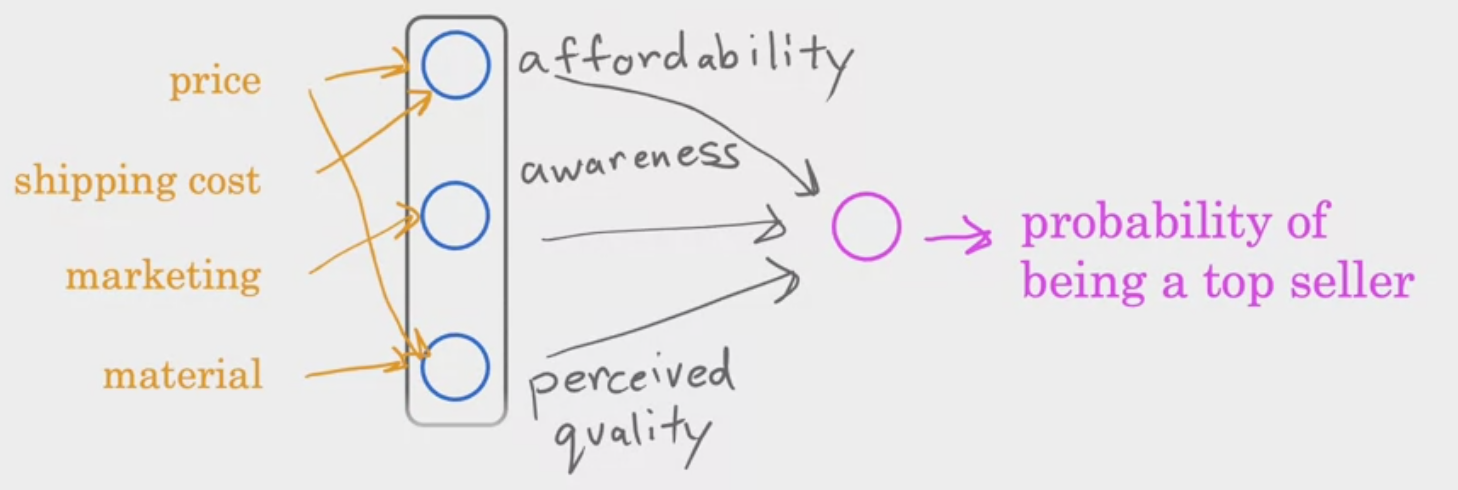 price
shipping cost
marketing
material
affordability
awareness
perceived
quality
probability of
being a top seller